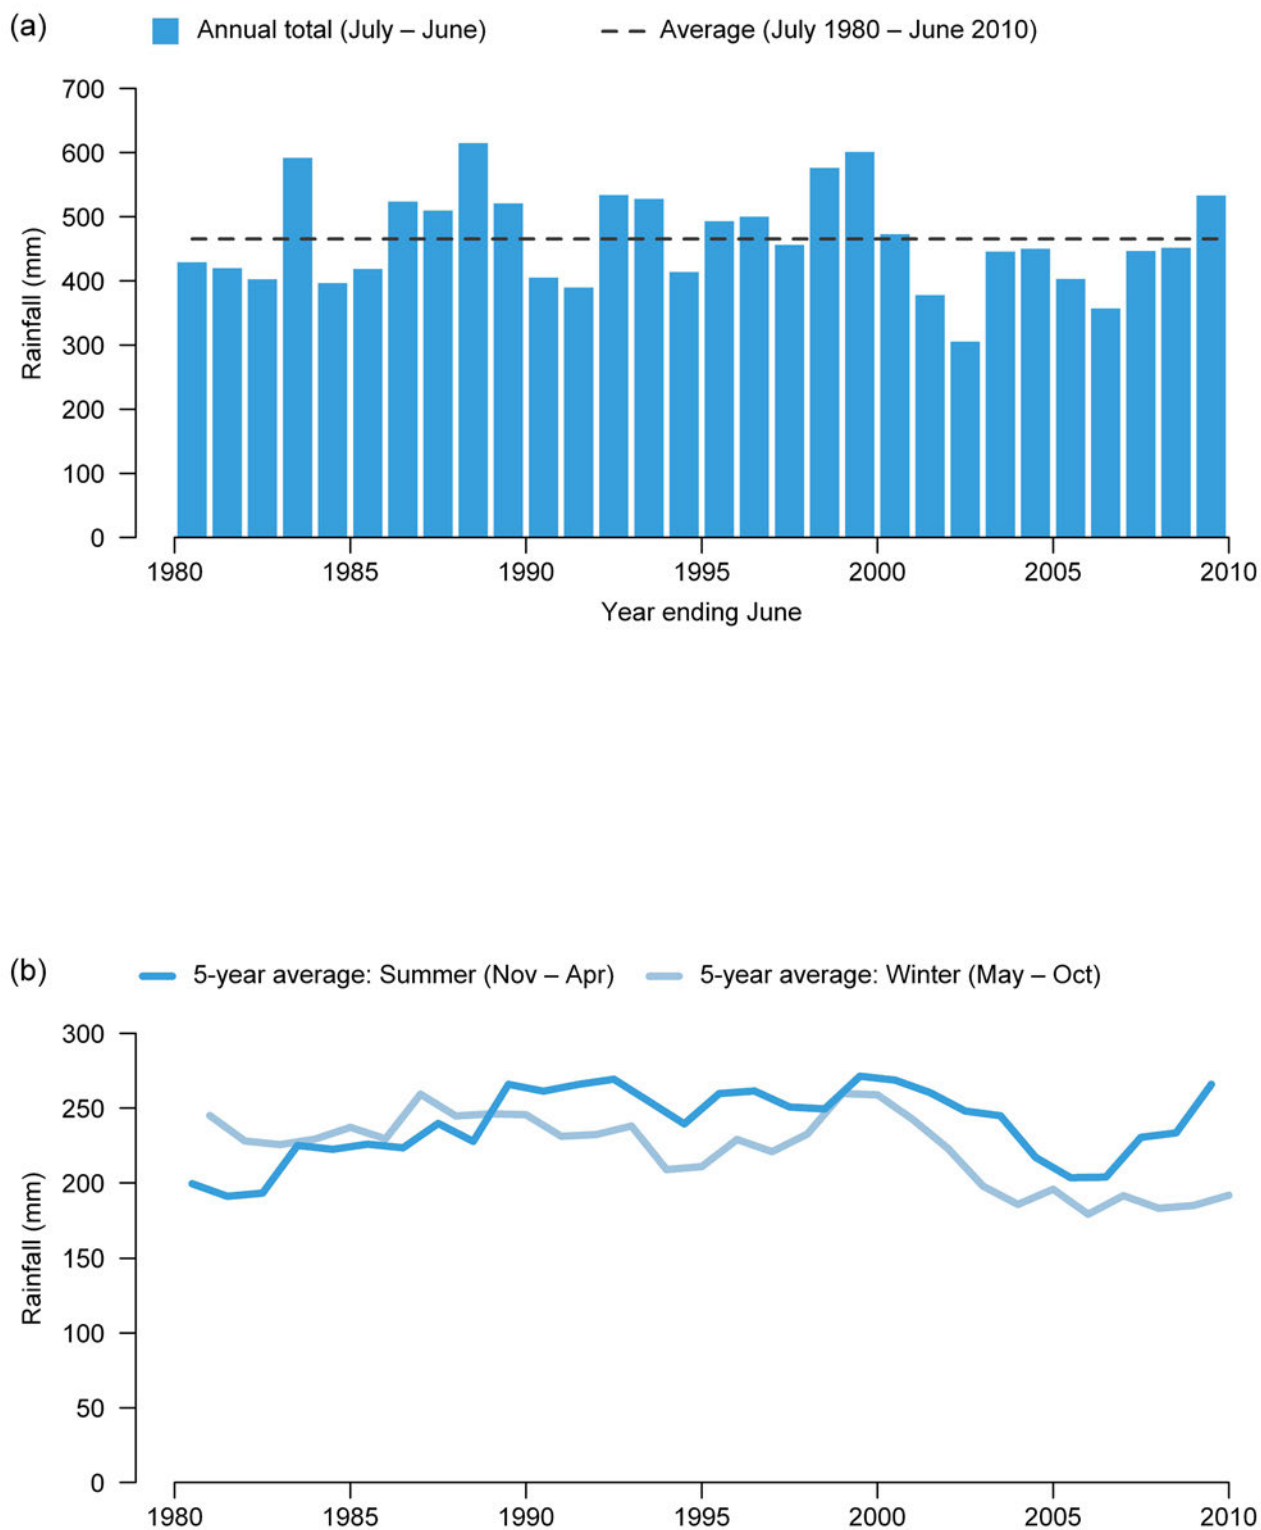 (a) Annual total (July – June) Average (July 1980 – June 2010)
700
600
500
400
300
200
100
0
Rainfall (mm)
1980 1985 1990 1995 2000 2005 2010
Year ending June
(b) 5-year average: Summer (Nov – Apr) 5-year average: Winter (May – Oct)
300
250
200
150
100
50
0
Rainfall (mm)
1980 1985 1990 1995 2000 2005 2010